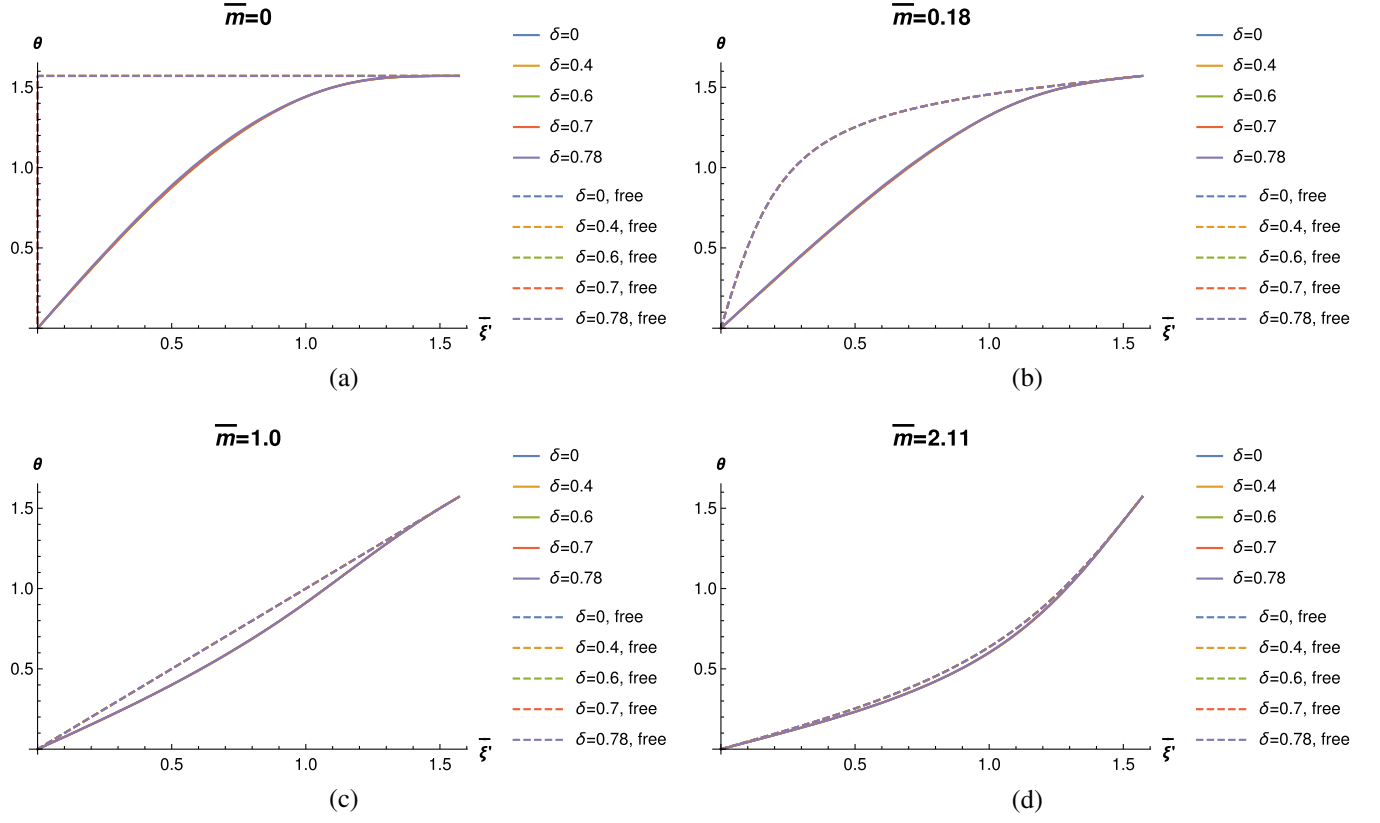 m̅=0
θ
1.5
1.0
0.5
0.5 1.0 1.5
ξ̅'
δ=0
δ=0.4
δ=0.6
δ=0.7
δ=0.78
δ=0, free
δ=0.4, free
δ=0.6, free
δ=0.7, free
δ=0.78, free
(a)
m̅=0.18
θ
1.5
1.0
0.5
0.5 1.0 1.5
ξ̅'
δ=0
δ=0.4
δ=0.6
δ=0.7
δ=0.78
δ=0, free
δ=0.4, free
δ=0.6, free
δ=0.7, free
δ=0.78, free
(b)
m̅=1.0
θ
1.5
1.0
0.5
0.5 1.0 1.5
ξ̅'
δ=0
δ=0.4
δ=0.6
δ=0.7
δ=0.78
δ=0, free
δ=0.4, free
δ=0.6, free
δ=0.7, free
δ=0.78, free
(c)
m̅=2.11
θ
1.5
1.0
0.5
0.5 1.0 1.5
ξ̅'
δ=0
δ=0.4
δ=0.6
δ=0.7
δ=0.78
δ=0, free
δ=0.4, free
δ=0.6, free
δ=0.7, free
δ=0.78, free
(d)